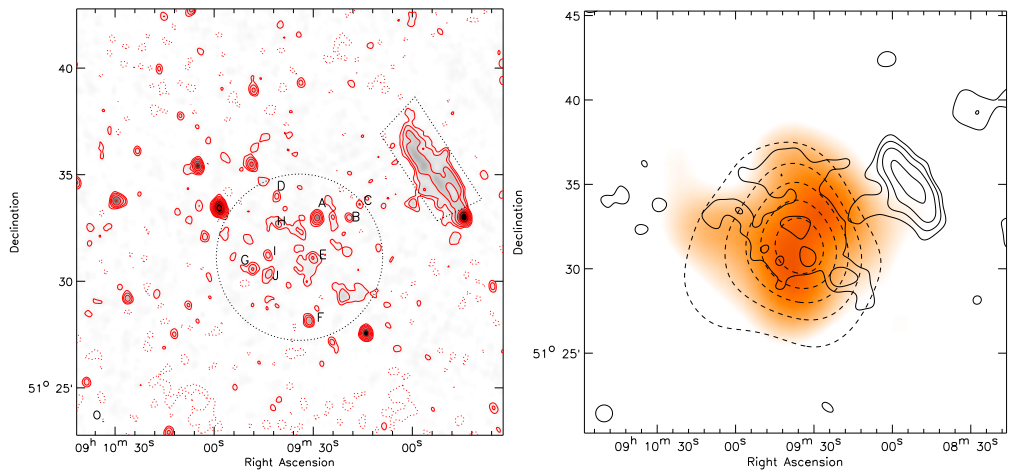 40
35
30
51° 25'
Declination
D
A
C
B
H
I
E
G
J
F
09ʰ 10ᵐ 30ˢ
00ˢ
09ᵐ 30ˢ
00ˢ
Right Ascension
45
40
35
30
51° 25'
Declination
09ʰ 10ᵐ 30ˢ
00ˢ
09ᵐ 30ˢ
00ˢ
08ᵐ 30ˢ
Right Ascension